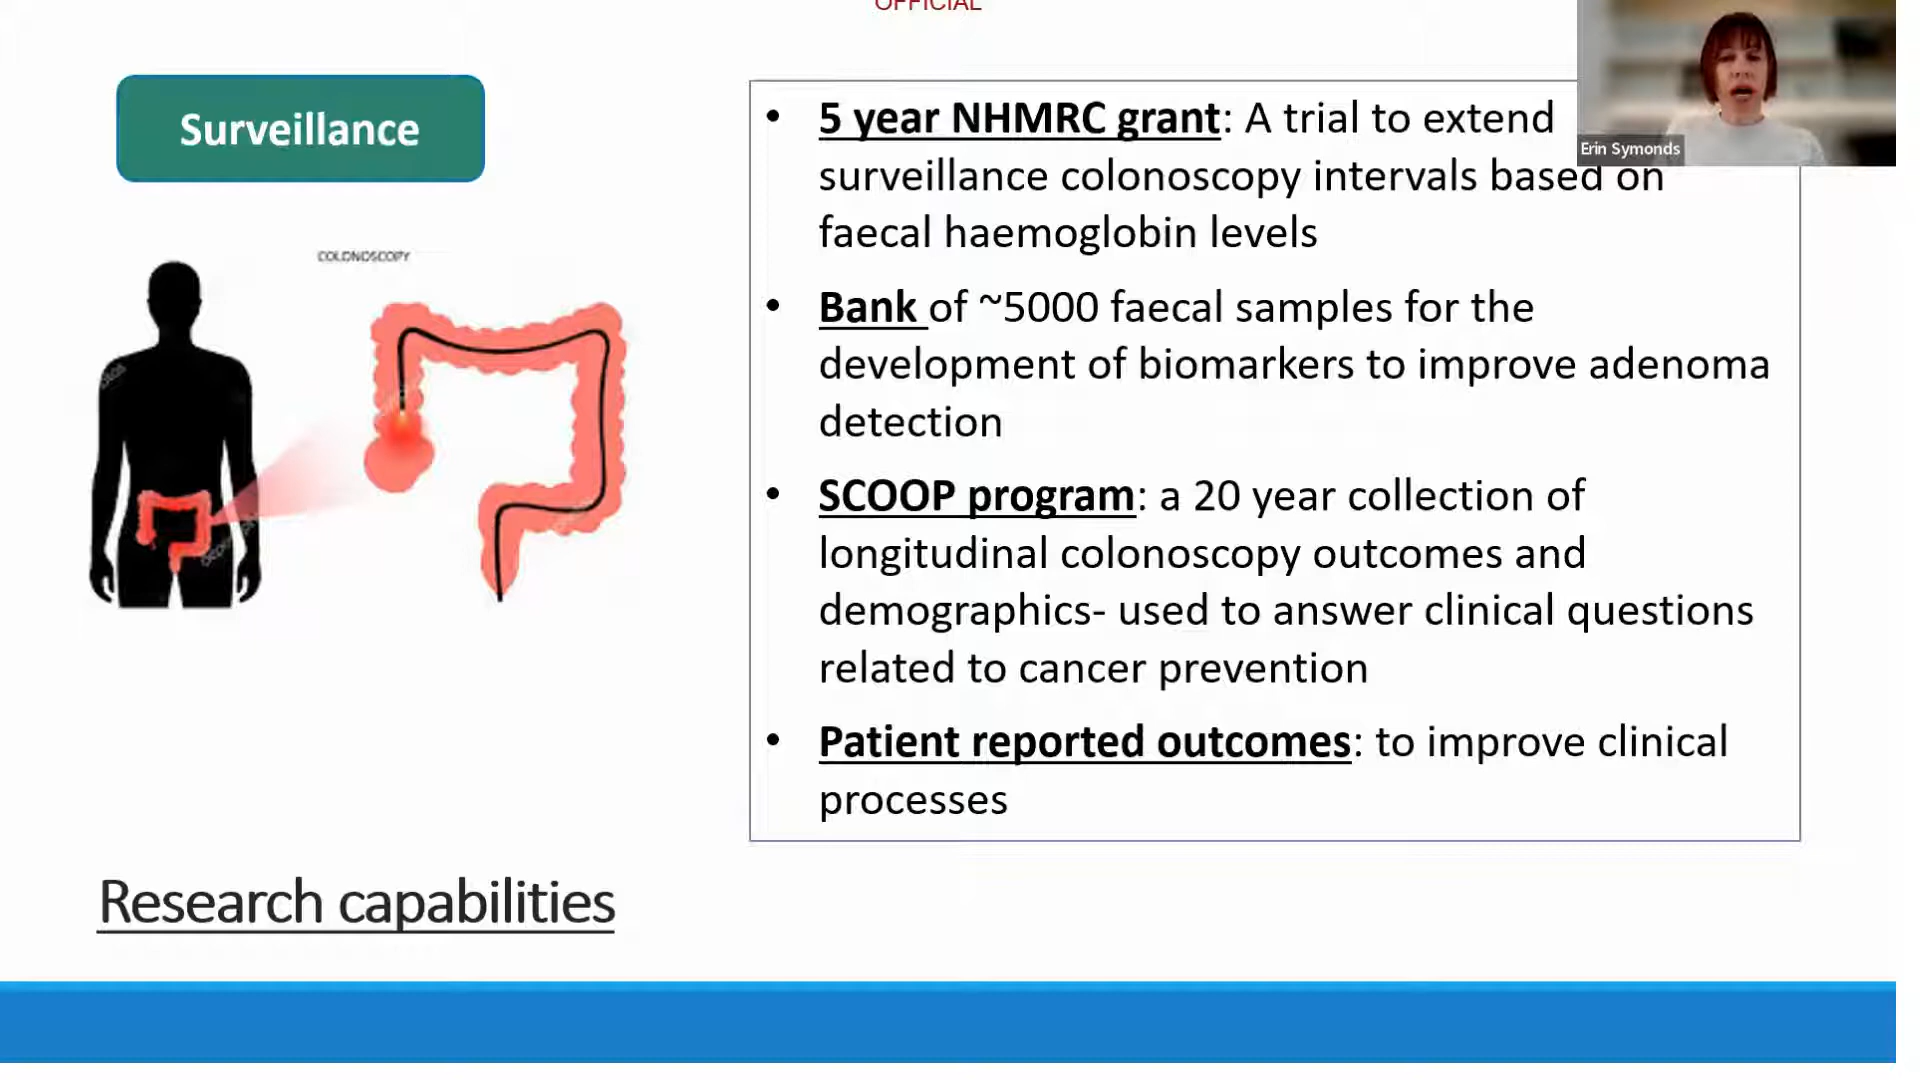 OFFICIAL
Surveillance
COLONOSCOPY
• 5 year NHMRC grant: A trial to extend
surveillance colonoscopy intervals based on
faecal haemoglobin levels
• Bank of ~5000 faecal samples for the
development of biomarkers to improve adenoma
detection
• SCOOP program: a 20 year collection of
longitudinal colonoscopy outcomes and
demographics- used to answer clinical questions
related to cancer prevention
• Patient reported outcomes: to improve clinical
processes
Erin Symonds
Research capabilities